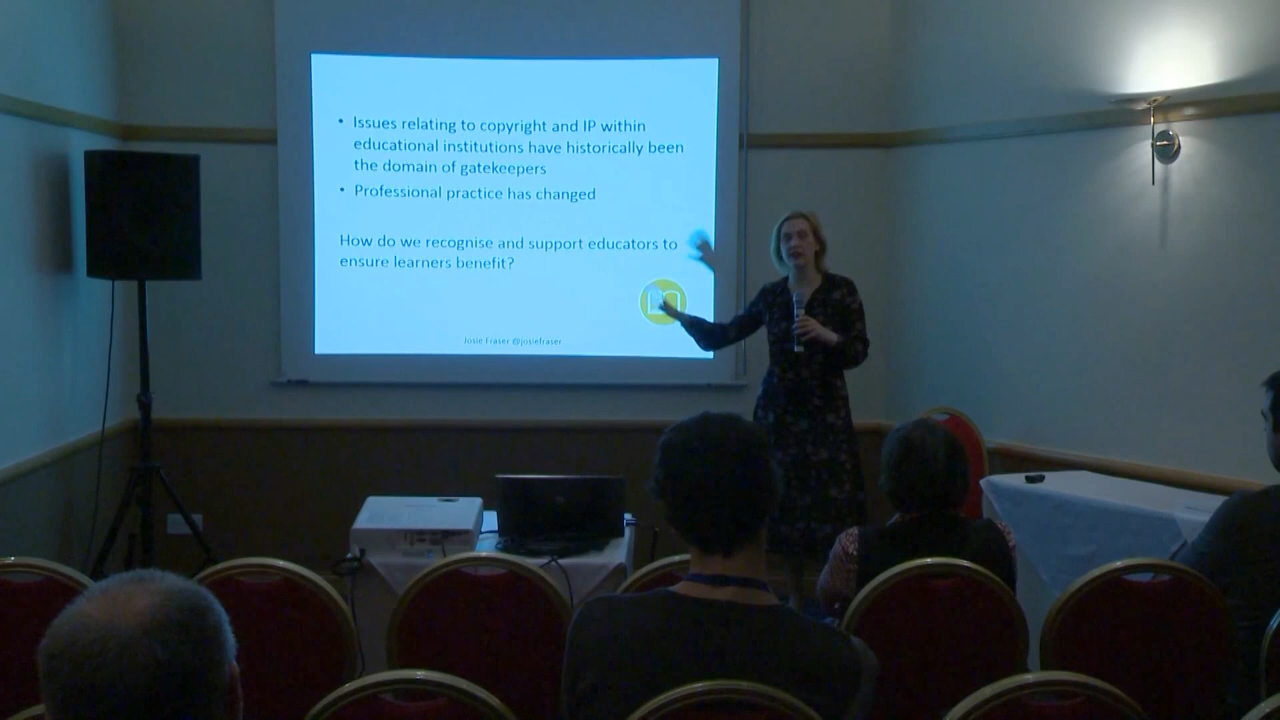 • Issues relating to copyright and IP within
educational institutions have historically been
the domain of gatekeepers
• Professional practice has changed
How do we recognise and support educators to
ensure learners benefit?
Josie Fraser @josiefraser